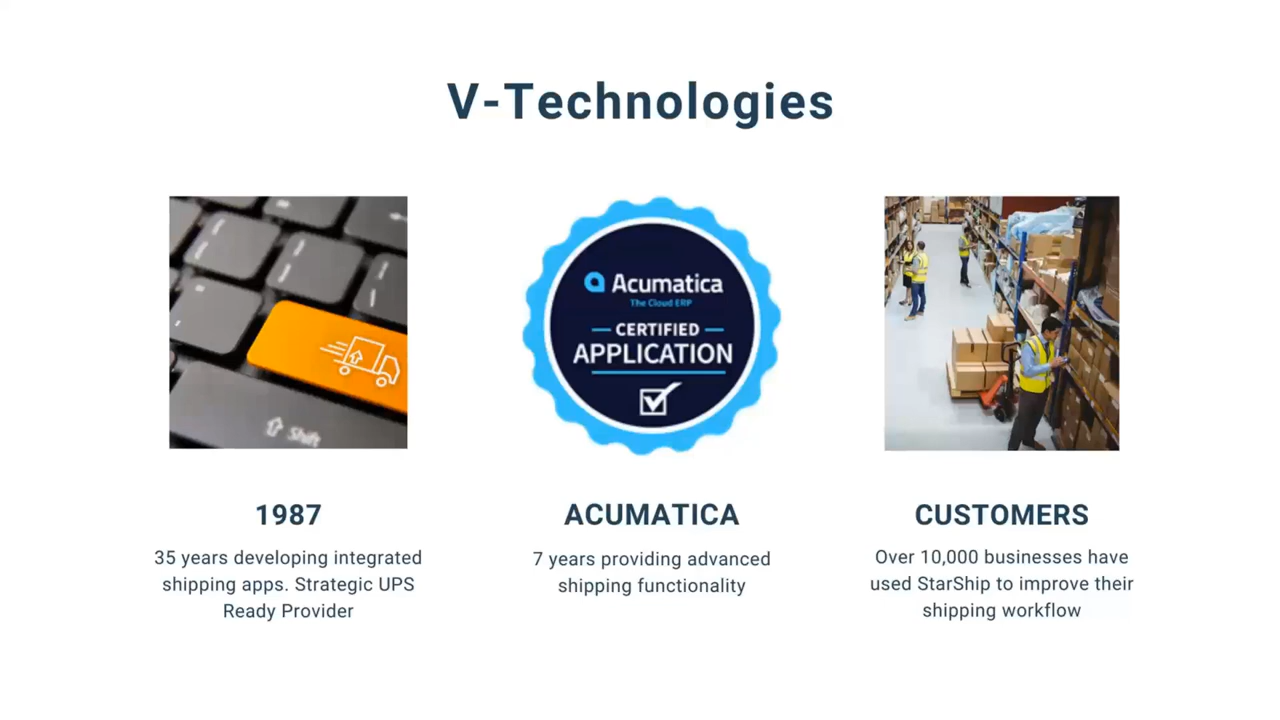 V-Technologies
Shift
Acumatica
The Cloud ERP
CERTIFIED
APPLICATION
1987
35 years developing integrated
shipping apps. Strategic UPS
Ready Provider
ACUMATICA
7 years providing advanced
shipping functionality
CUSTOMERS
Over 10,000 businesses have
used StarShip to improve their
shipping workflow